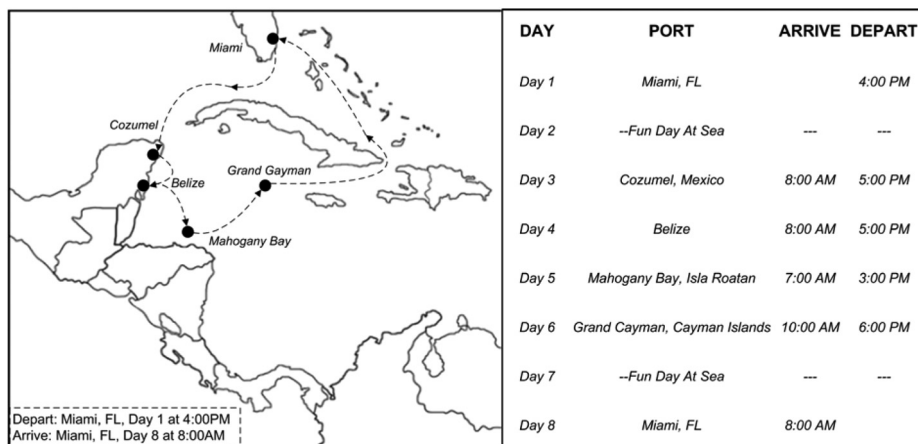 Miami
Cozumel
Grand Gayman
Belize
Mahogany Bay
Depart: Miami, FL, Day 1 at 4:00PM
Arrive: Miami, FL, Day 8 at 8:00AM
DAY PORT ARRIVE DEPART
Day 1 Miami, FL 4:00 PM
Day 2 --Fun Day At Sea --- ---
Day 3 Cozumel, Mexico 8:00 AM 5:00 PM
Day 4 Belize 8:00 AM 5:00 PM
Day 5 Mahogany Bay, Isla Roatan 7:00 AM 3:00 PM
Day 6 Grand Cayman, Cayman Islands 10:00 AM 6:00 PM
Day 7 --Fun Day At Sea --- ---
Day 8 Miami, FL 8:00 AM